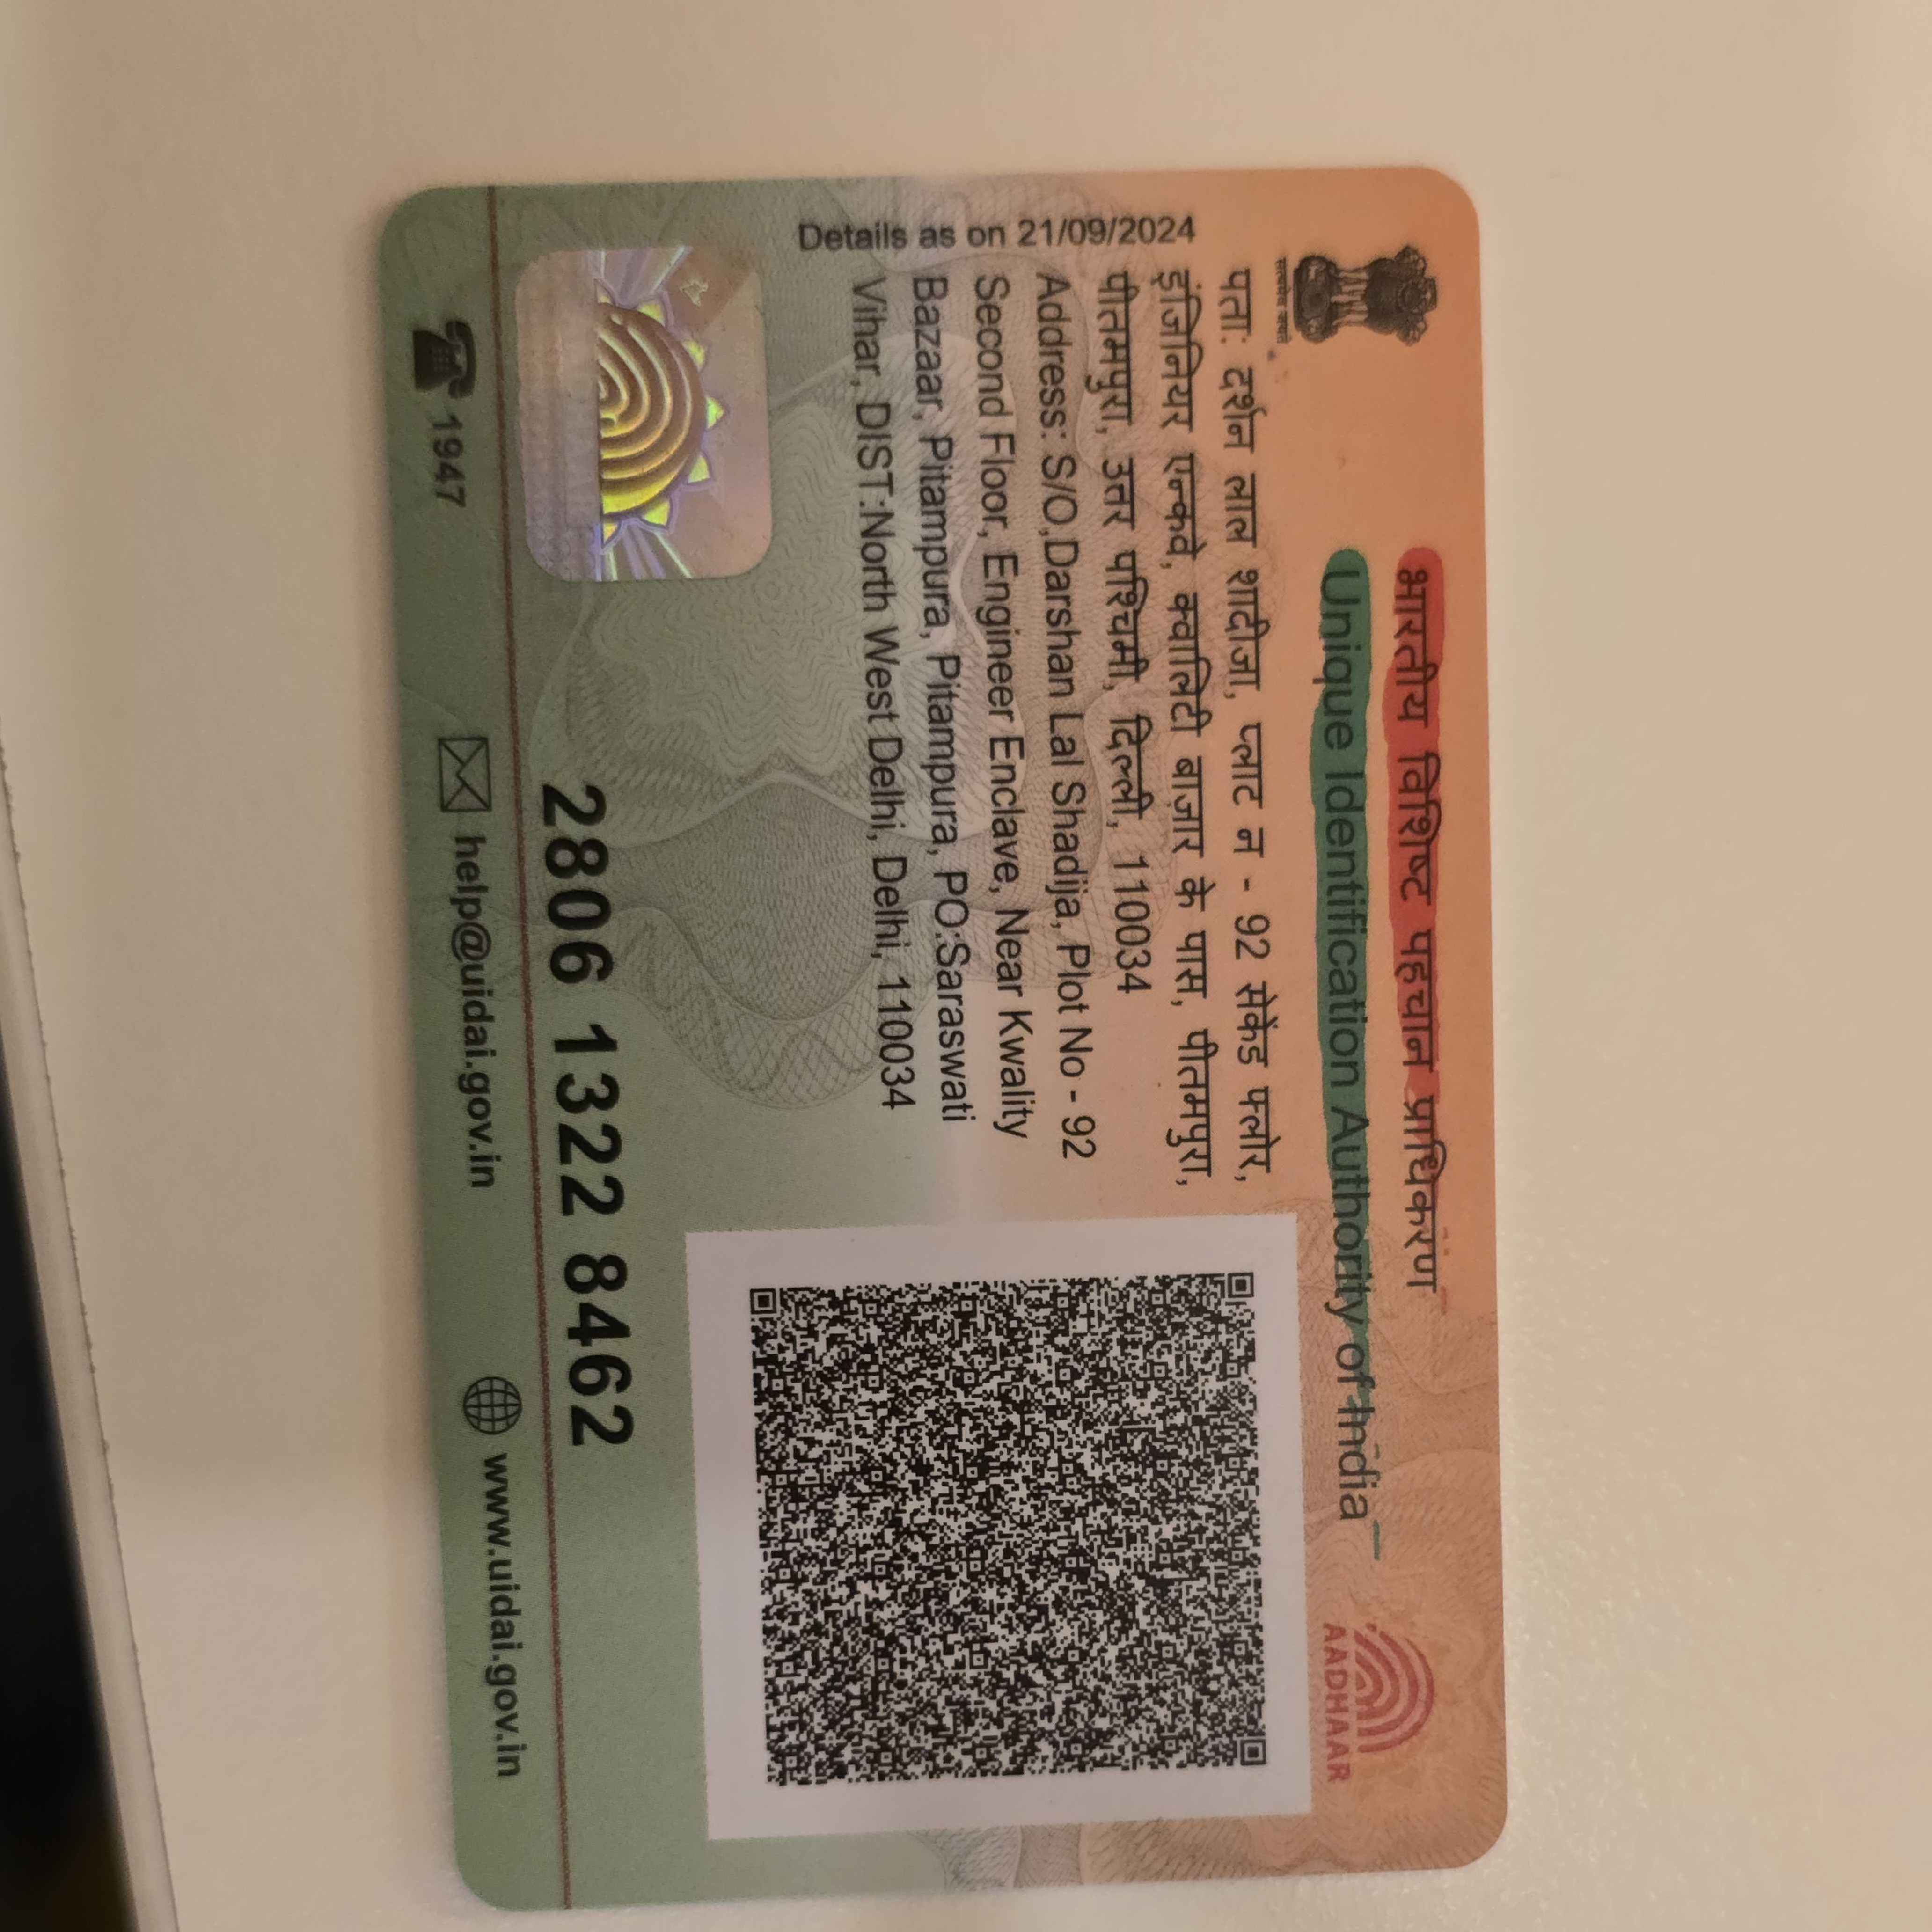 भारतीय विशिष्ट पहचान प्राधिकरण
Unique Identification Authority of India
AADHAAR
सत्यमेव जयते
Details as on 21/09/2024
पता: दर्शन लाल शादीजा, प्लाट न - 92 सेकेंड फ्लोर,
इंजिनियर एन्क्वे, क्वालिटी बाज़ार के पास, पीतमपुरा,
पीतमपुरा, उत्तर पश्चिमी, दिल्ली, 110034
Address: S/O,Darshan Lal Shadija, Plot No - 92
Second Floor, Engineer Enclave, Near Kwality
Bazaar, Pitampura, Pitampura, PO:Saraswati
Vihar, DIST:North West Delhi, Delhi, 110034
2806 1322 8462
1947 help@uidai.gov.in www.uidai.gov.in